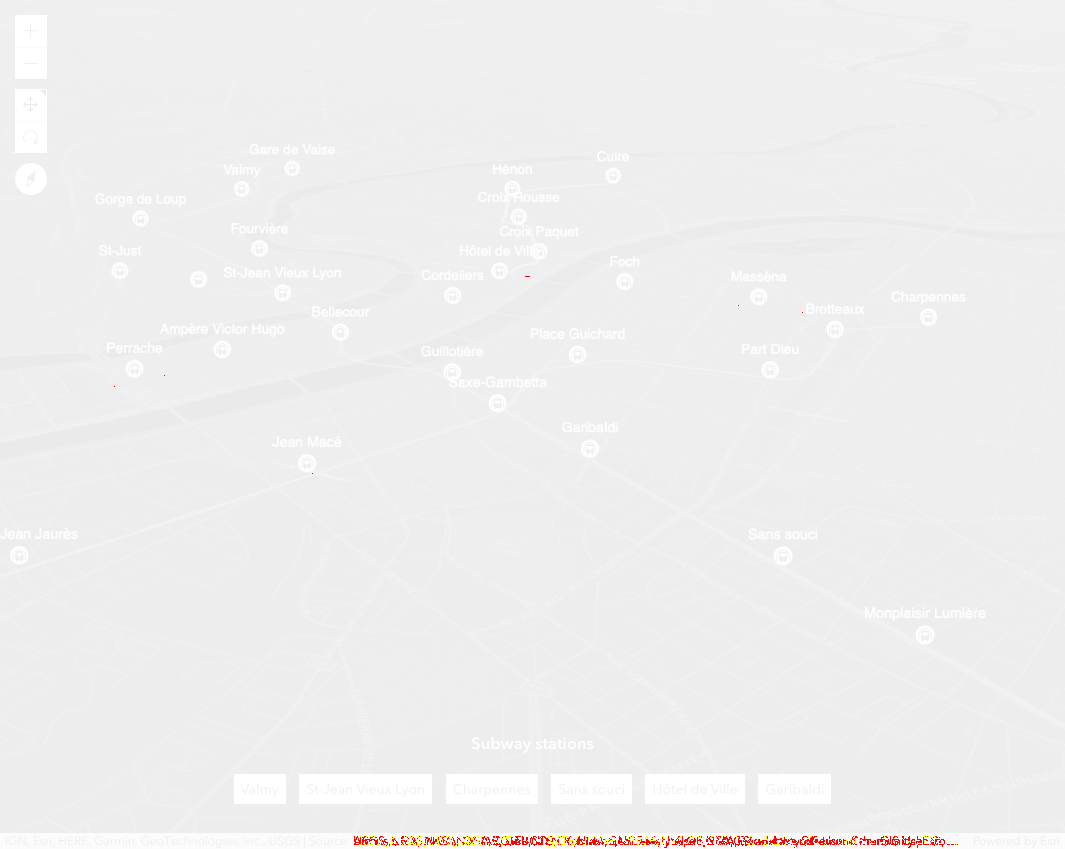 Gare de Vaise
Cuire
Valmy
Hénon
Gorge de Loup
Croix Rousse
Fourvière
Croix Paquet
St-Just
Hôtel de Ville
Foch
St-Jean Vieux Lyon
Cordeliers
Masséna
Charpennes
Bellecour
Brotteaux
Ampère Victor Hugo
Place Guichard
Perrache
Guillotière
Part Dieu
Saxe-Gambetta
Garibaldi
Jean Macé
Jean Jaurès
Sans souci
Monplaisir Lumière
Subway stations
Valmy
St-Jean Vieux Lyon
Charpennes
Sans souci
Hôtel de Ville
Garibaldi
IGN, Esri, HERE, Garmin, GeoTechnologies, Inc., USGS | Source:
Powered by Esri